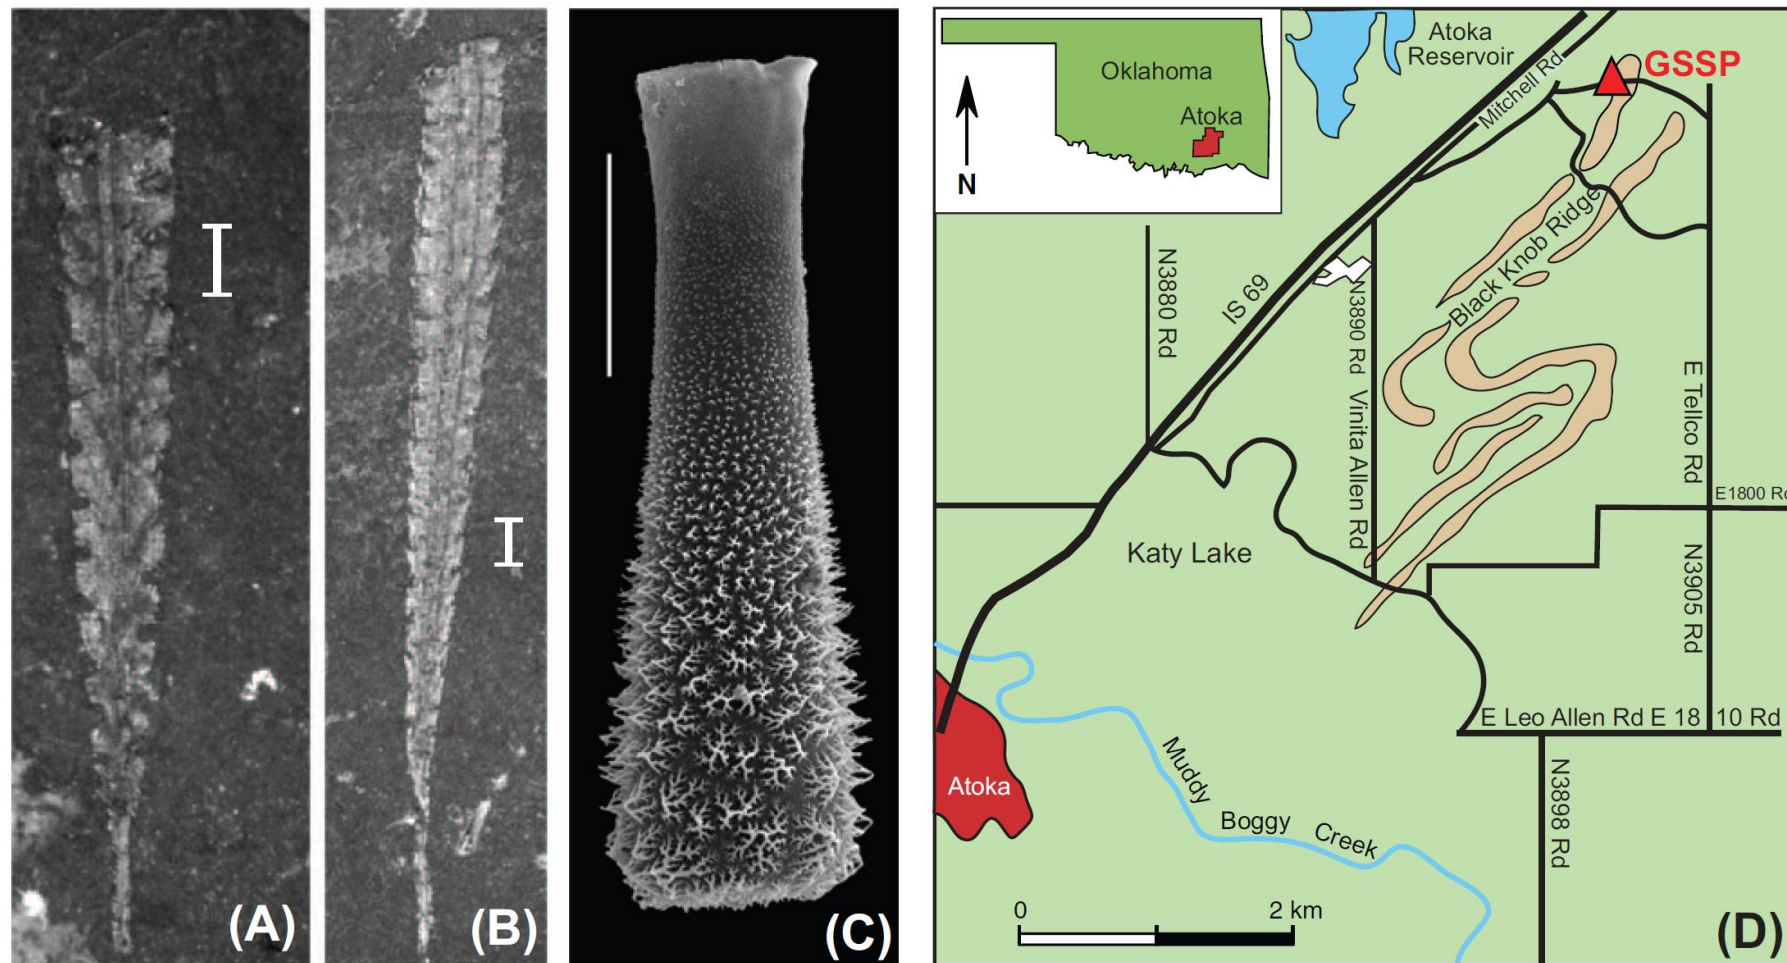 (A)
(B)
(C)
Oklahoma
Atoka
N
Atoka
Reservoir
Mitchell Rd
GSSP
Black Knob Ridge
IS 69
N3880 Rd
N3890 Rd Vinita Allen Rd
E Tellco Rd
E1800 Rd
Katy Lake
N3905 Rd
E Leo Allen Rd E 18 10 Rd
Atoka
Muddy Boggy Creek
N3898 Rd
0 2 km
(D)